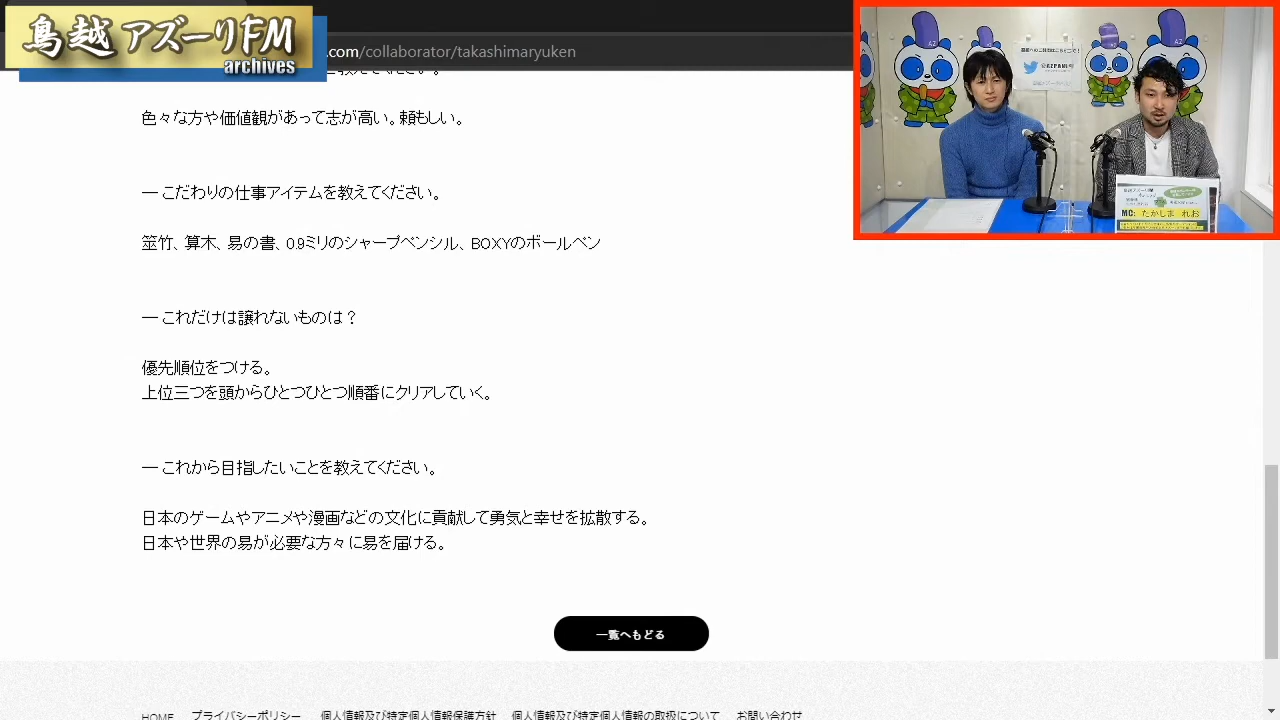 鳥越アズーリFM
archives
.com/collaborator/takashimaryuken
色々な方や価値観があって志が高い。頼もしい。
― こだわりの仕事アイテムを教えてください。
筮竹、算木、易の書、0.9ミリのシャープペンシル、BOXYのボールペン
― これだけは譲れないものは？
優先順位をつける。
上位三つを頭からひとつひとつ順番にクリアしていく。
― これから目指したいことを教えてください。
日本のゲームやアニメや漫画などの文化に貢献して勇気と幸せを拡散する。
日本や世界の易が必要な方々に易を届ける。
一覧へもどる
HOME プライバシーポリシー 個人情報及び特定個人情報保護方針 個人情報及び特定個人情報の取扱について お問い合わせ
AZ
AZ
MC: たかしま れお